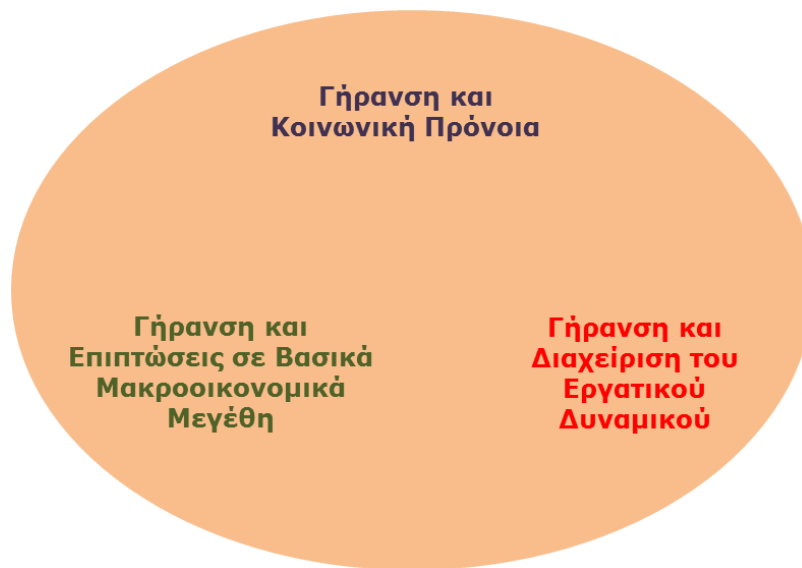 Γήρανση και
Κοινωνική Πρόνοια
Γήρανση και
Επιπτώσεις σε Βασικά
Μακροοικονομικά
Μεγέθη
Γήρανση και
Διαχείριση του
Εργατικού
Δυναμικού